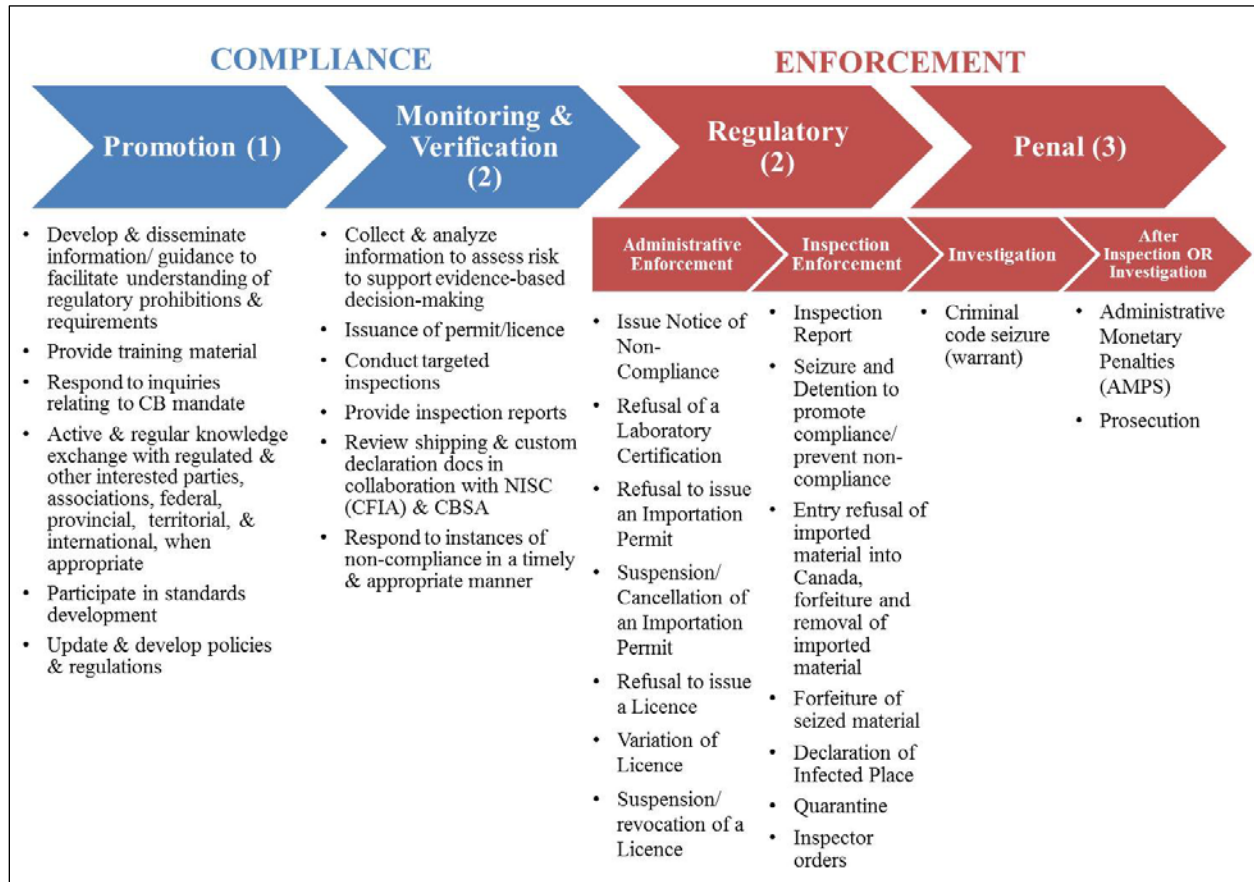 COMPLIANCE
ENFORCEMENT
Promotion (1)
Monitoring &
Verification
(2)
Regulatory
(2)
Penal (3)
• Develop & disseminate
information/ guidance to
facilitate understanding of
regulatory prohibitions &
requirements
• Provide training material
• Respond to inquiries
relating to CB mandate
• Active & regular knowledge
exchange with regulated &
other interested parties,
associations, federal,
provincial, territorial, &
international, when
appropriate
• Participate in standards
development
• Update & develop policies
& regulations
• Collect & analyze
information to assess risk
to support evidence-based
decision-making
• Issuance of permit/licence
• Conduct targeted
inspections
• Provide inspection reports
• Review shipping & custom
declaration docs in
collaboration with NISC
(CFIA) & CBSA
• Respond to instances of
non-compliance in a timely
& appropriate manner
Administrative
Enforcement
• Issue Notice of
Non-
Compliance
• Refusal of a
Laboratory
Certification
• Refusal to issue
an Importation
Permit
• Suspension/
Cancellation of
an Importation
Permit
• Refusal to issue
a Licence
• Variation of
Licence
• Suspension/
revocation of a
Licence
Inspection
Enforcement
• Inspection
Report
• Seizure and
Detention to
promote
compliance/
prevent non-
compliance
• Entry refusal of
imported
material into
Canada,
forfeiture and
removal of
imported
material
• Forfeiture of
seized material
• Declaration of
Infected Place
• Quarantine
• Inspector
orders
Investigation
• Criminal
code seizure
(warrant)
After
Inspection OR
Investigation
• Administrative
Monetary
Penalties
(AMPS)
• Prosecution